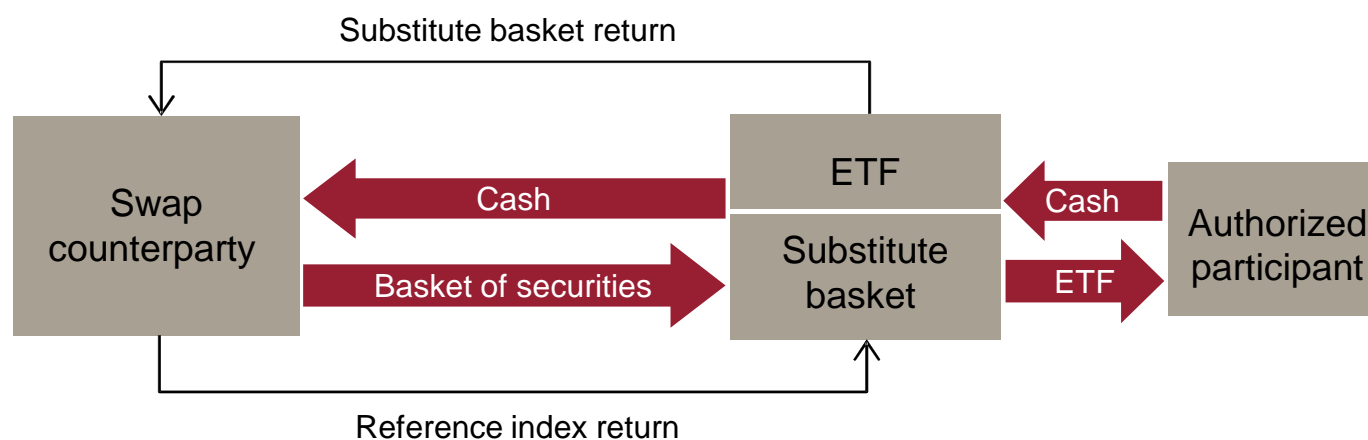 Substitute basket return
Swap
counterparty
Cash
Basket of securities
ETF
Substitute
basket
Cash
ETF
Authorized
participant
Reference index return